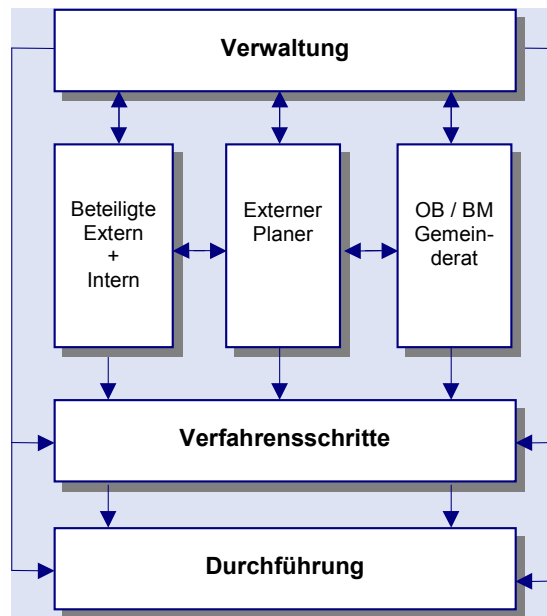 Verwaltung
Beteiligte
Extern
+
Intern
Externer
Planer
OB / BM
Gemein-
derat
Verfahrensschritte
Durchführung